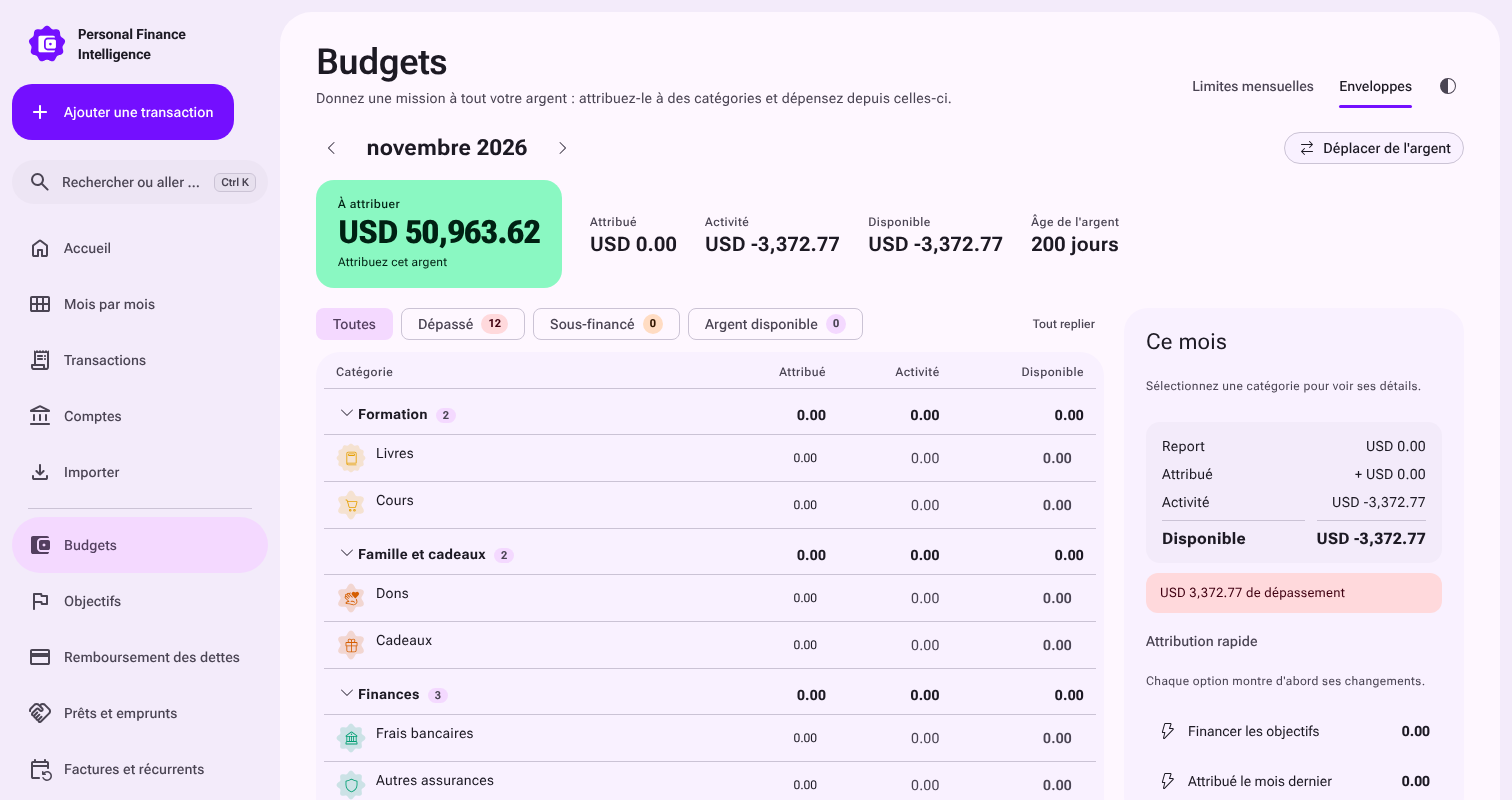 Personal Finance
Intelligence
Ajouter une transaction
Rechercher ou aller ... Ctrl K
Accueil
Mois par mois
Transactions
Comptes
Importer
Budgets
Objectifs
Remboursement des dettes
Prêts et emprunts
Factures et récurrents
Budgets
Donnez une mission à tout votre argent : attribuez-le à des catégories et dépensez depuis celles-ci.
Limites mensuelles Enveloppes
novembre 2026
Déplacer de l'argent
À attribuer
USD 50,963.62
Attribuez cet argent
Attribué Activité Disponible Âge de l'argent
USD 0.00 USD -3,372.77 USD -3,372.77 200 jours
Toutes Dépassé 12 Sous-financé 0 Argent disponible 0 Tout replier
Catégorie Attribué Activité Disponible
Formation 2 0.00 0.00 0.00
Livres 0.00 0.00 0.00
Cours 0.00 0.00 0.00
Famille et cadeaux 2 0.00 0.00 0.00
Dons 0.00 0.00 0.00
Cadeaux 0.00 0.00 0.00
Finances 3 0.00 0.00 0.00
Frais bancaires 0.00 0.00 0.00
Autres assurances 0.00 0.00 0.00
Ce mois
Sélectionnez une catégorie pour voir ses détails.
Report USD 0.00
Attribué + USD 0.00
Activité USD -3,372.77
Disponible USD -3,372.77
USD 3,372.77 de dépassement
Attribution rapide
Chaque option montre d'abord ses changements.
Financer les objectifs 0.00
Attribué le mois dernier 0.00